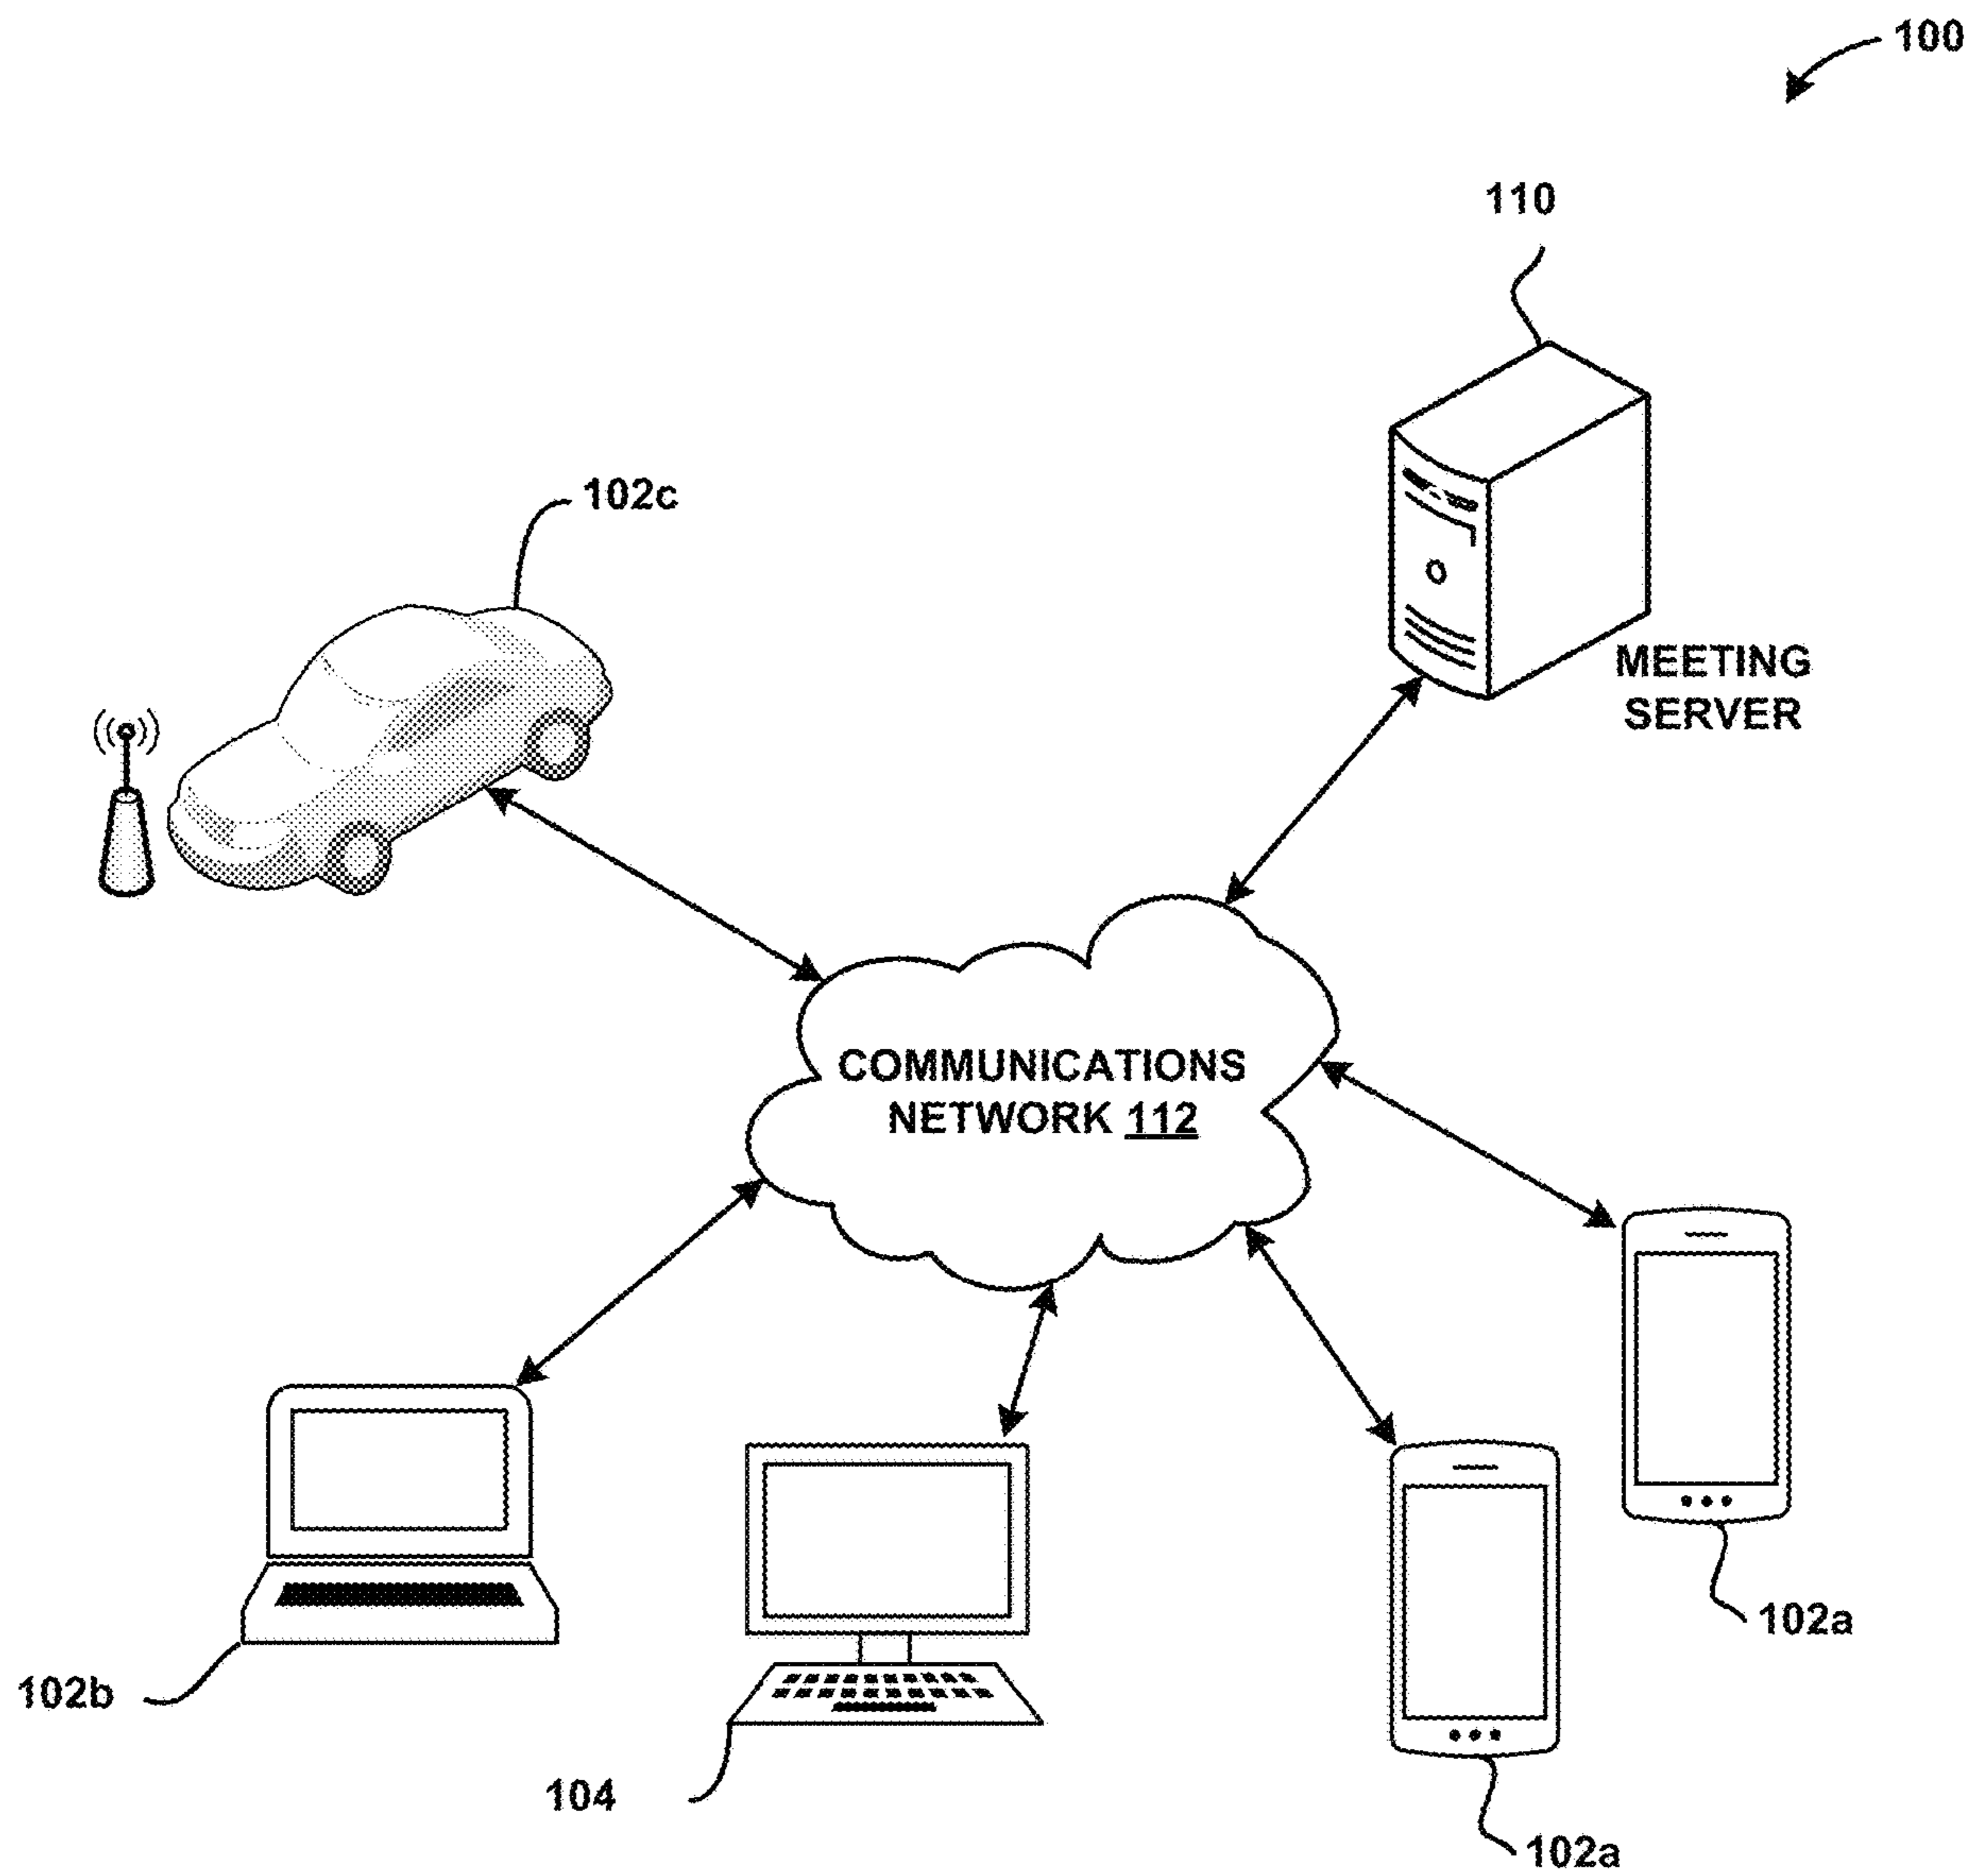 100
110
102c
MEETING
SERVER
COMMUNICATIONS
NETWORK 112
102a
102b
104
102a